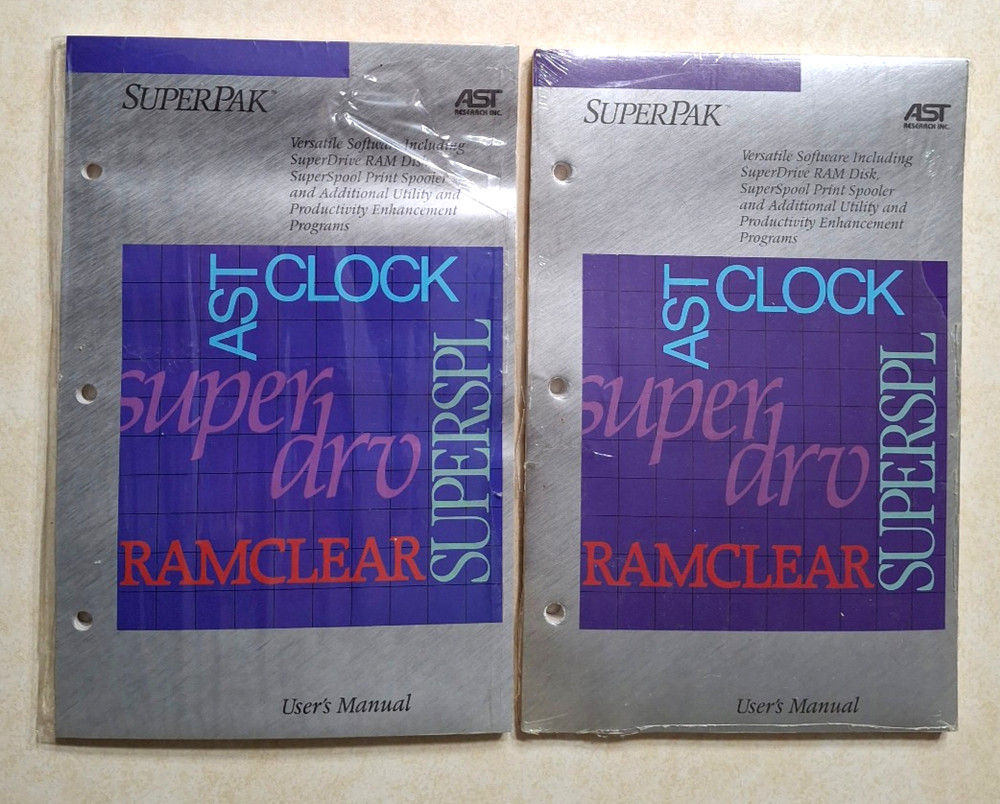 SUPERPAK™
AST
RESEARCH INC.
Versatile Software Including
SuperDrive RAM Disk,
SuperSpool Print Spooler
and Additional Utility and
Productivity Enhancement
Programs
AST
CLOCK
super
drv
SUPERSPL
RAMCLEAR
User's Manual
SUPERPAK™
AST
RESEARCH INC.
Versatile Software Including
SuperDrive RAM Disk,
SuperSpool Print Spooler
and Additional Utility and
Productivity Enhancement
Programs
AST
CLOCK
super
drv
SUPERSPL
RAMCLEAR
User's Manual